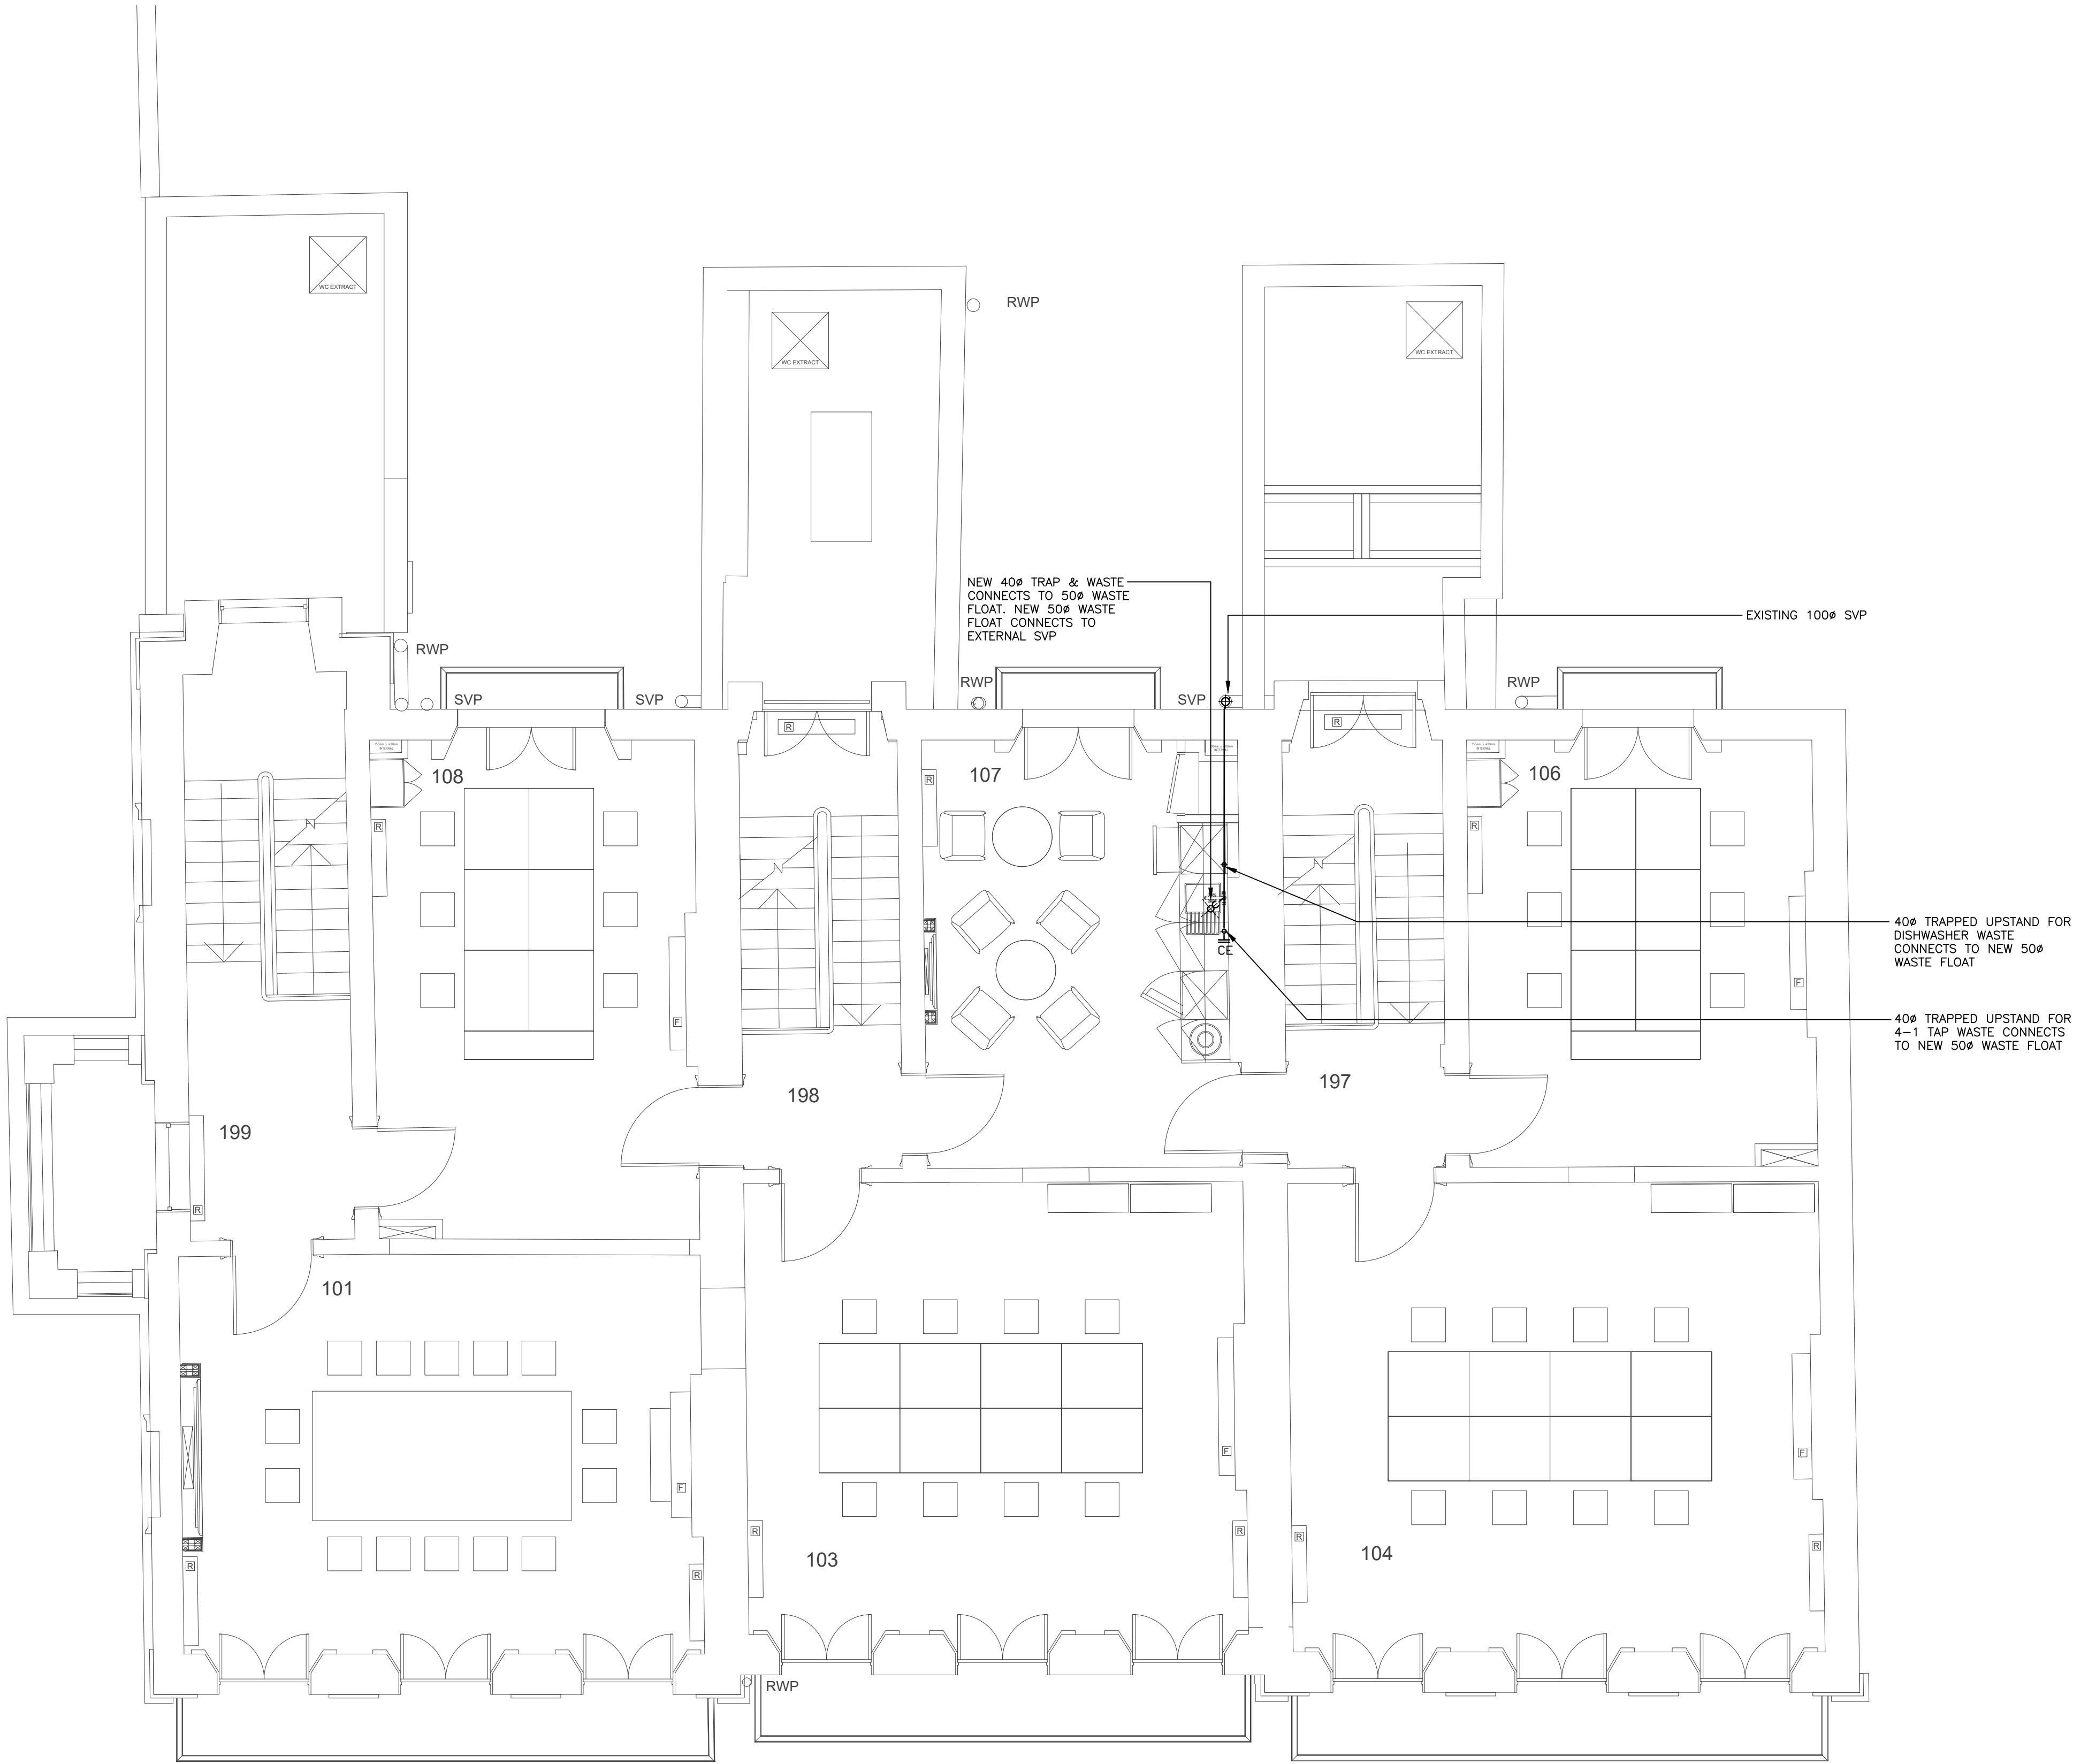 WC EXTRACT
WC EXTRACT
WC EXTRACT
RWP
NEW 40ø TRAP & WASTE
CONNECTS TO 50ø WASTE
FLOAT. NEW 50ø WASTE
FLOAT CONNECTS TO
EXTERNAL SVP
EXISTING 100ø SVP
RWP
SVP
SVP
RWP
SVP
RWP
R
R
108
107
106
R
R
R
N
N
N
CE
40ø TRAPPED UPSTAND FOR
DISHWASHER WASTE
CONNECTS TO NEW 50ø
WASTE FLOAT
F
F
40ø TRAPPED UPSTAND FOR
4-1 TAP WASTE CONNECTS
TO NEW 50ø WASTE FLOAT
198
197
199
R
101
F
F
F
R
R
R
R
R
R
103
104
RWP